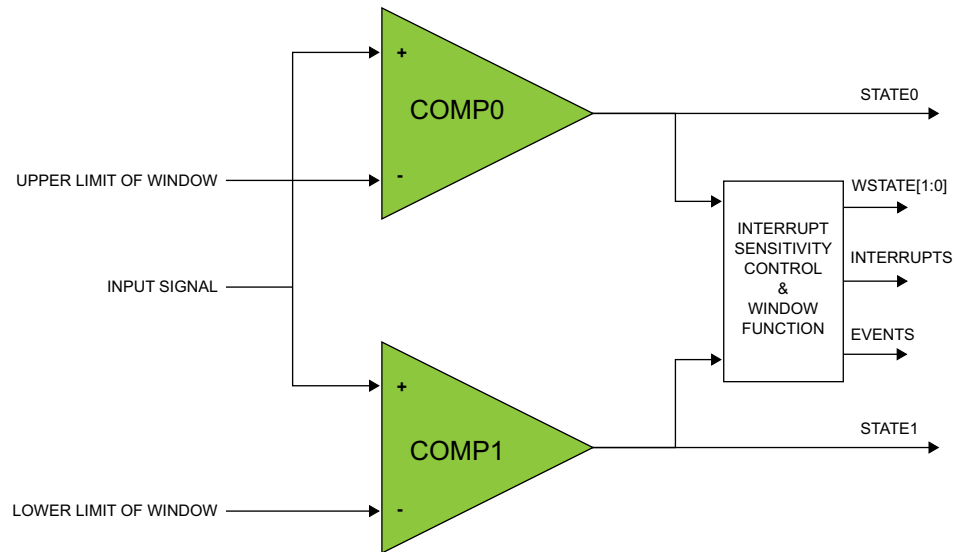 +
COMP0
-
STATE0
UPPER LIMIT OF WINDOW
WSTATE[1:0]
INTERRUPT
SENSITIVITY
CONTROL
&
WINDOW
FUNCTION
INTERRUPTS
EVENTS
INPUT SIGNAL
+
COMP1
-
STATE1
LOWER LIMIT OF WINDOW